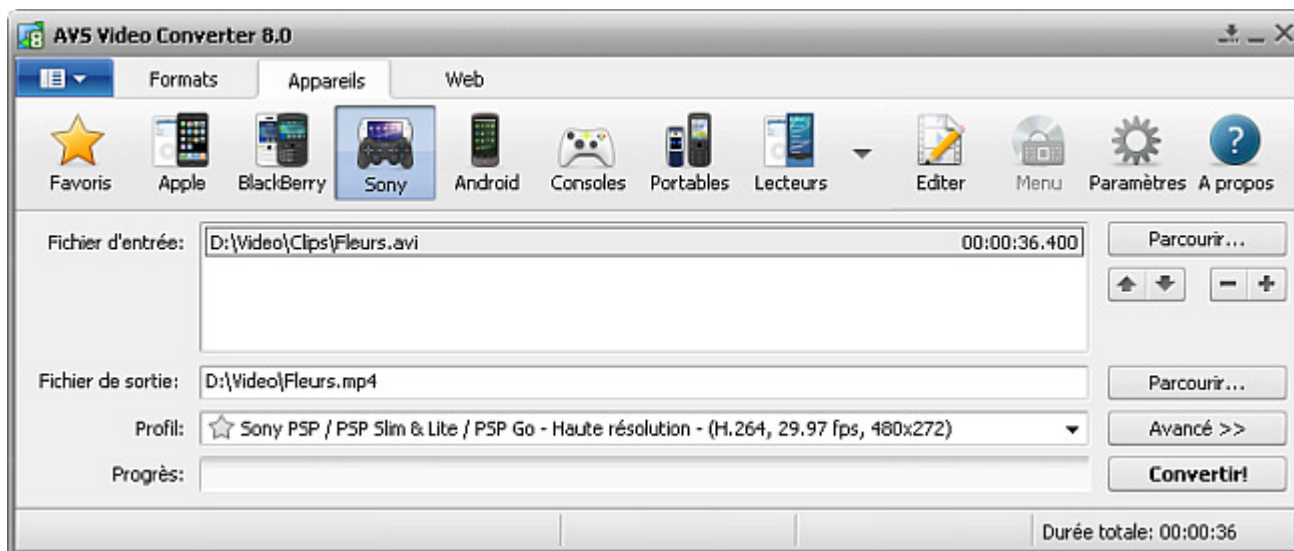 AVS Video Converter 8.0
Formats Appareils Web
Favoris Apple BlackBerry Sony Android Consoles Portables Lecteurs Editer Menu Paramètres A propos
Fichier d'entrée: D:\Video\Clips\Fleurs.avi 00:00:36.400 Parcourir...
Fichier de sortie: D:\Video\Fleurs.mp4 Parcourir...
Profil: Sony PSP / PSP Slim & Lite / PSP Go - Haute résolution - (H.264, 29.97 fps, 480x272) Avancé >>
Progrès: Convertir!
Durée totale: 00:00:36